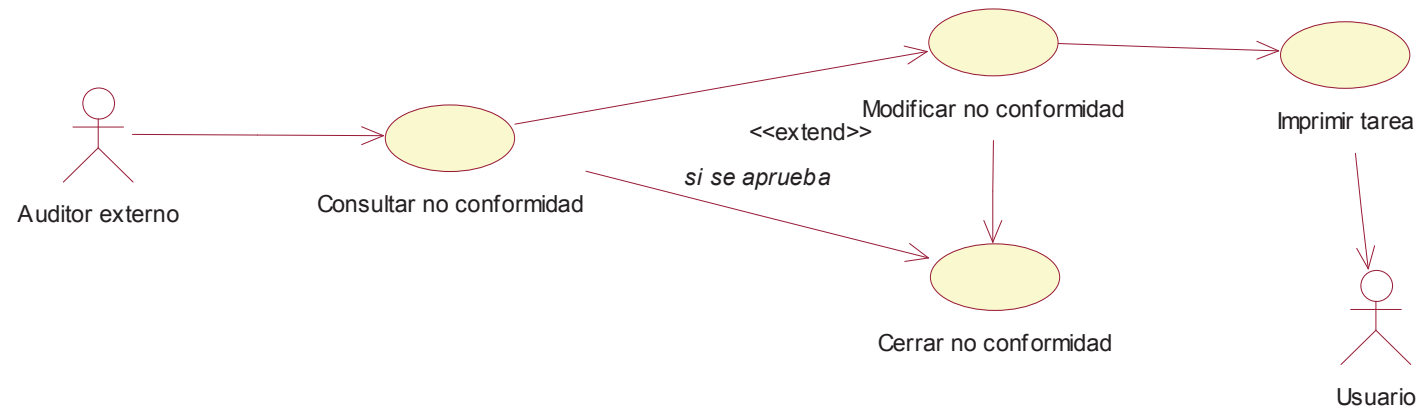 Auditor externo
Consultar no conformidad
<<extend>>
si se aprueba
Modificar no conformidad
Cerrar no conformidad
Imprimir tarea
Usuario